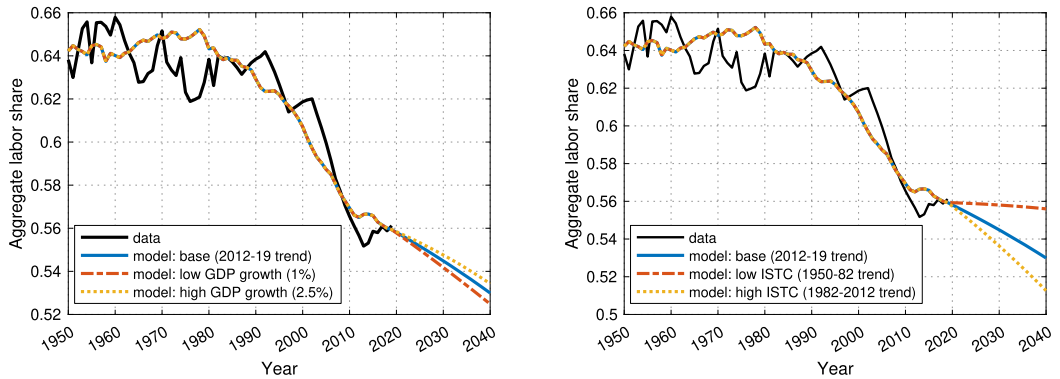 0.66
0.64
0.62
0.6
0.58
0.56
0.54
0.52
Aggregate labor share
data
model: base (2012-19 trend)
model: low GDP growth (1%)
model: high GDP growth (2.5%)
1950 1960 1970 1980 1990 2000 2010 2020 2030 2040
Year
0.66
0.64
0.62
0.6
0.58
0.56
0.54
0.52
0.5
Aggregate labor share
data
model: base (2012-19 trend)
model: low ISTC (1950-82 trend)
model: high ISTC (1982-2012 trend)
1950 1960 1970 1980 1990 2000 2010 2020 2030 2040
Year